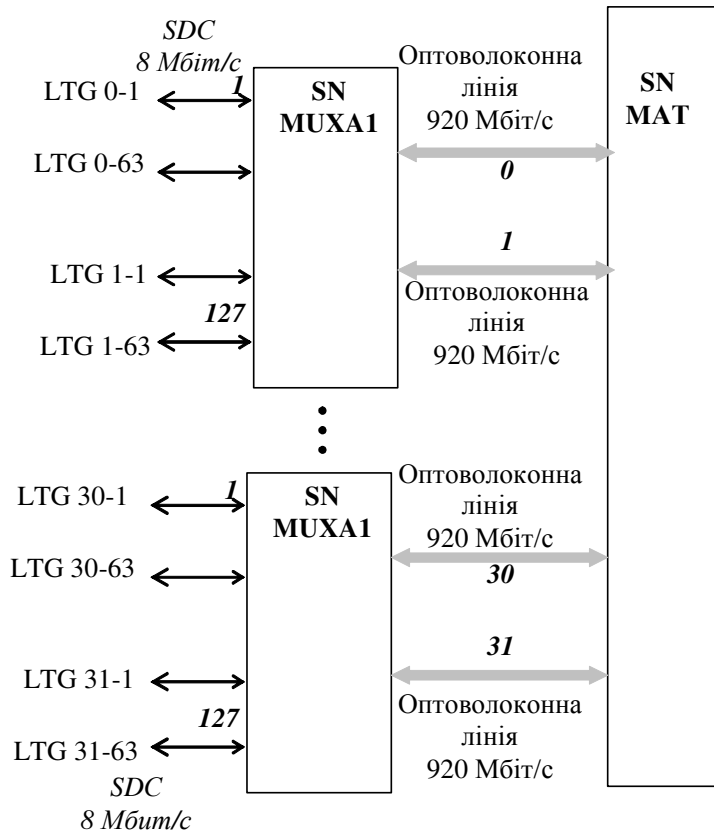 SDC
8 Мбіт/с
LTG 0-1
1
SN
MUXA1
Оптоволоконна
лінія
920 Мбіт/с
SN
MAT
LTG 0-63
0
1
LTG 1-1
127
LTG 1-63
Оптоволоконна
лінія
920 Мбіт/с
LTG 30-1
1
SN
MUXA1
Оптоволоконна
лінія
920 Мбіт/с
LTG 30-63
30
31
LTG 31-1
127
LTG 31-63
Оптоволоконна
лінія
920 Мбіт/с
SDC
8 Мбит/с